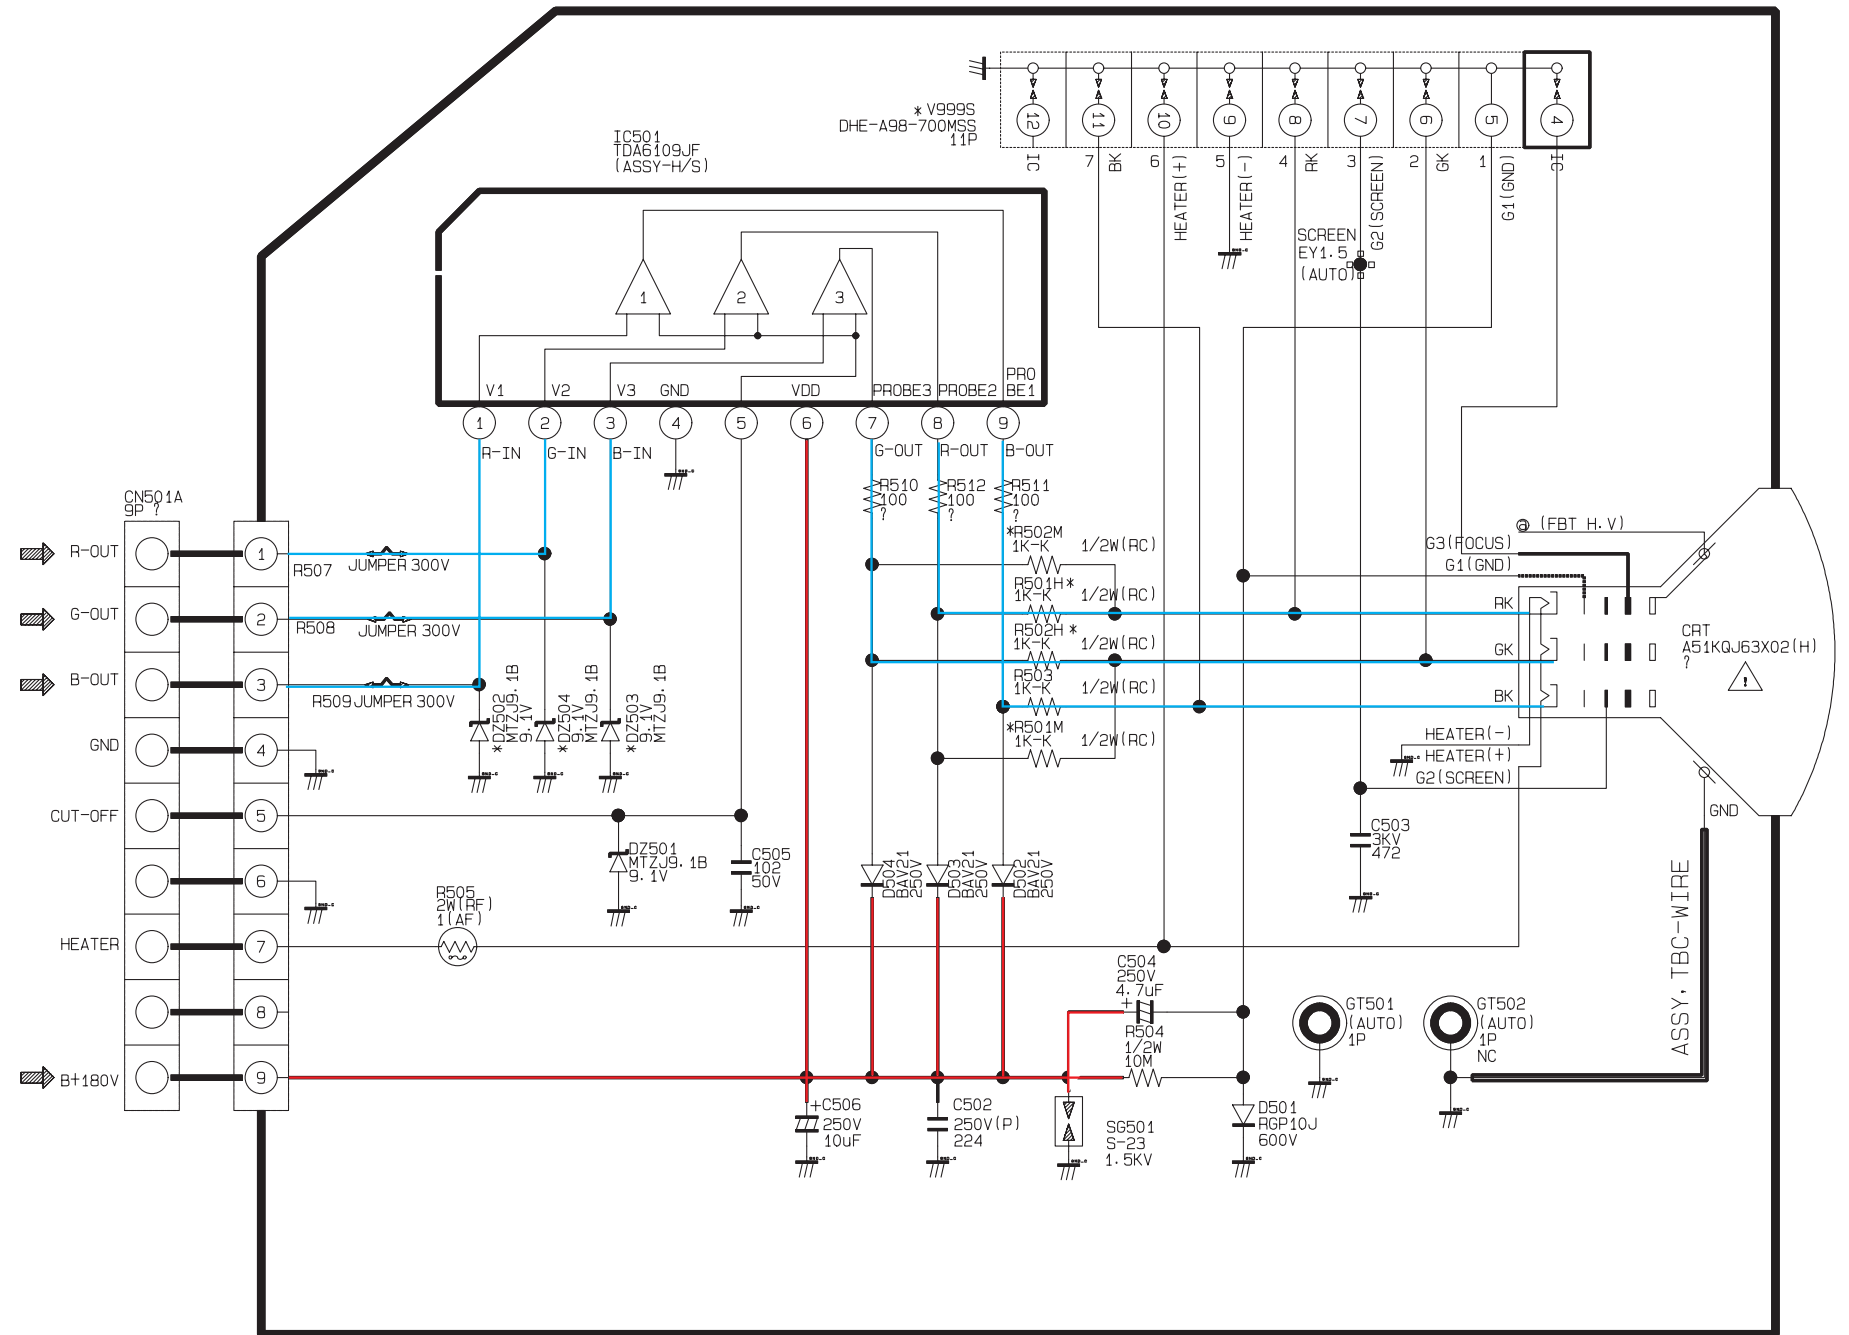 * V999S
DHE-A98-700MSS
11P
12
11
10
9
8
7
6
5
4
IC
7
BK
6
HEATER(+)
5
HEATER(-)
4
RK
3
G2(SCREEN)
2
GK
1
G1(GND)
IC
SCREEN
EY1.5
(AUTO)
IC501
TDA6109JF
(ASSY-H/S)
1
2
3
V1
V2
V3
GND
VDD
PROBE3
PROBE2
PRO
BE1
1
2
3
4
5
6
7
8
9
R-IN
G-IN
B-IN
G-OUT
R-OUT
B-OUT
R510
100
?
R512
100
?
R511
100
?
CN501A
9P ?
R-OUT
1
R507
JUMPER 300V
G-OUT
2
R508
JUMPER 300V
B-OUT
3
R509 JUMPER 300V
GND
4
CUT-OFF
5
6
HEATER
7
8
B+180V
9
*DZ502
MTZJ9.1B
9.1V
*DZ504
9.1V
MTZJ9.1B
*DZ503
9.1V
MTZJ9.1B
*R502M
1K-K
1/2W(RC)
R501H*
1K-K
1/2W(RC)
R502H *
1K-K
1/2W(RC)
R503
1K-K
1/2W(RC)
*R501M
1K-K
1/2W(RC)
@ (FBT H.V)
G3(FOCUS)
G1(GND)
RK
GK
BK
HEATER(-)
HEATER(+)
G2(SCREEN)
CRT
A51KQJ63X02(H)
?
!
GND
DZ501
MTZJ9.1B
9.1V
C505
102
50V
R505
2W(RF)
1(AF)
D504
BAV21
250V
D503
BAV21
250V
D502
BAV21
250V
C503
3KV
472
C504
250V
4.7uF
+
R504
1/2W
10M
GT501
(AUTO)
1P
GT502
(AUTO)
1P
NC
ASSY,TBC-WIRE
+C506
250V
10uF
C502
250V(P)
224
SG501
S-23
1.5KV
D501
RGP10J
600V